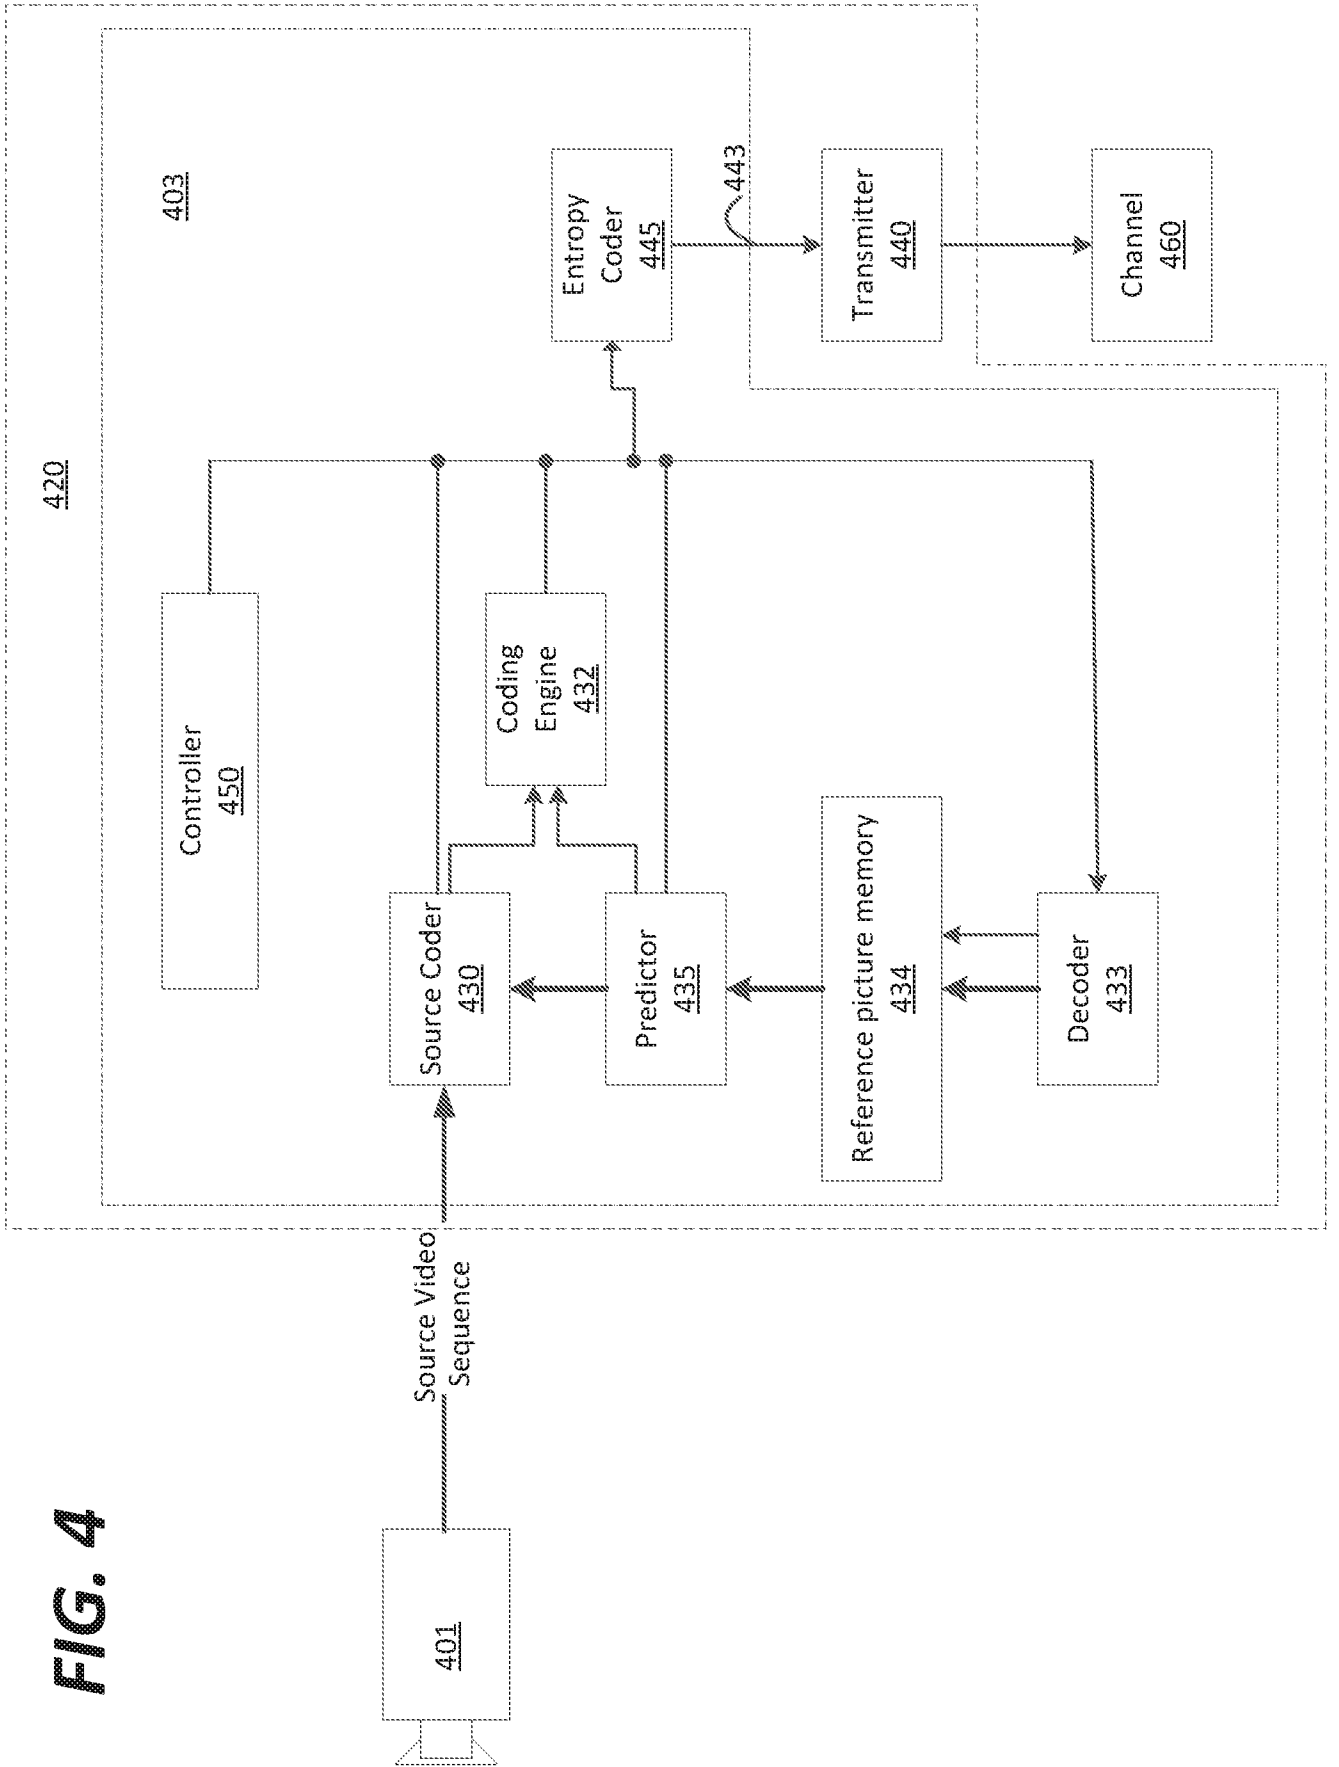 FIG. 4
420
403
Controller
450
401
Source Video
Sequence
Source Coder
430
Coding
Engine
432
Entropy
Coder
445
443
Predictor
435
Reference picture memory
434
Transmitter
440
Decoder
433
Channel
460